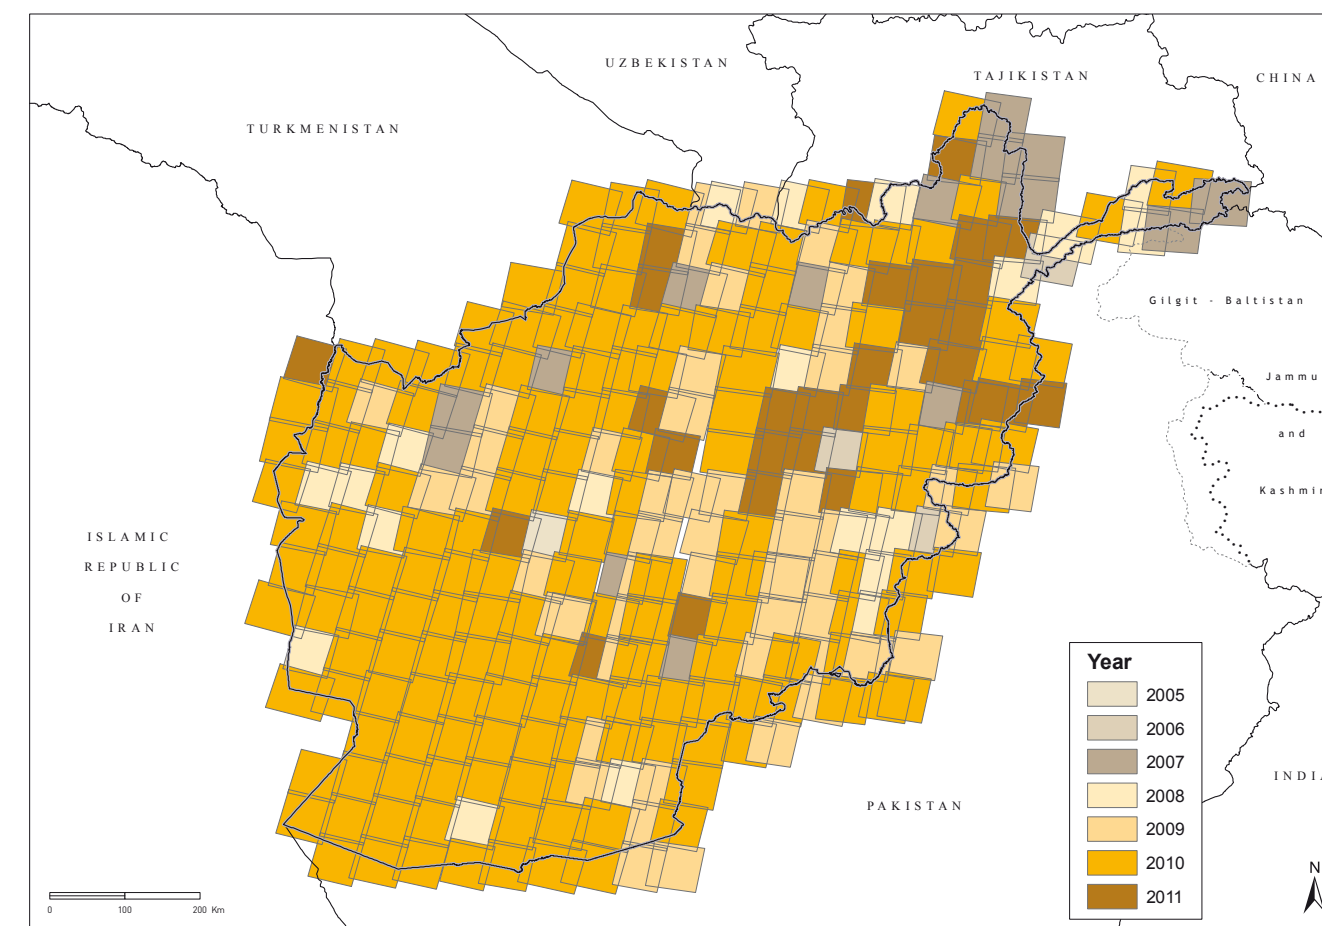 UZBEKISTAN
TAJIKISTAN
CHINA
TURKMENISTAN
Gilgit - Baltistan
Jammu
and
Kashmir
ISLAMIC
REPUBLIC
OF
IRAN
PAKISTAN
Year
2005
2006
2007
2008
2009
2010
2011
0 100 200 Km
N